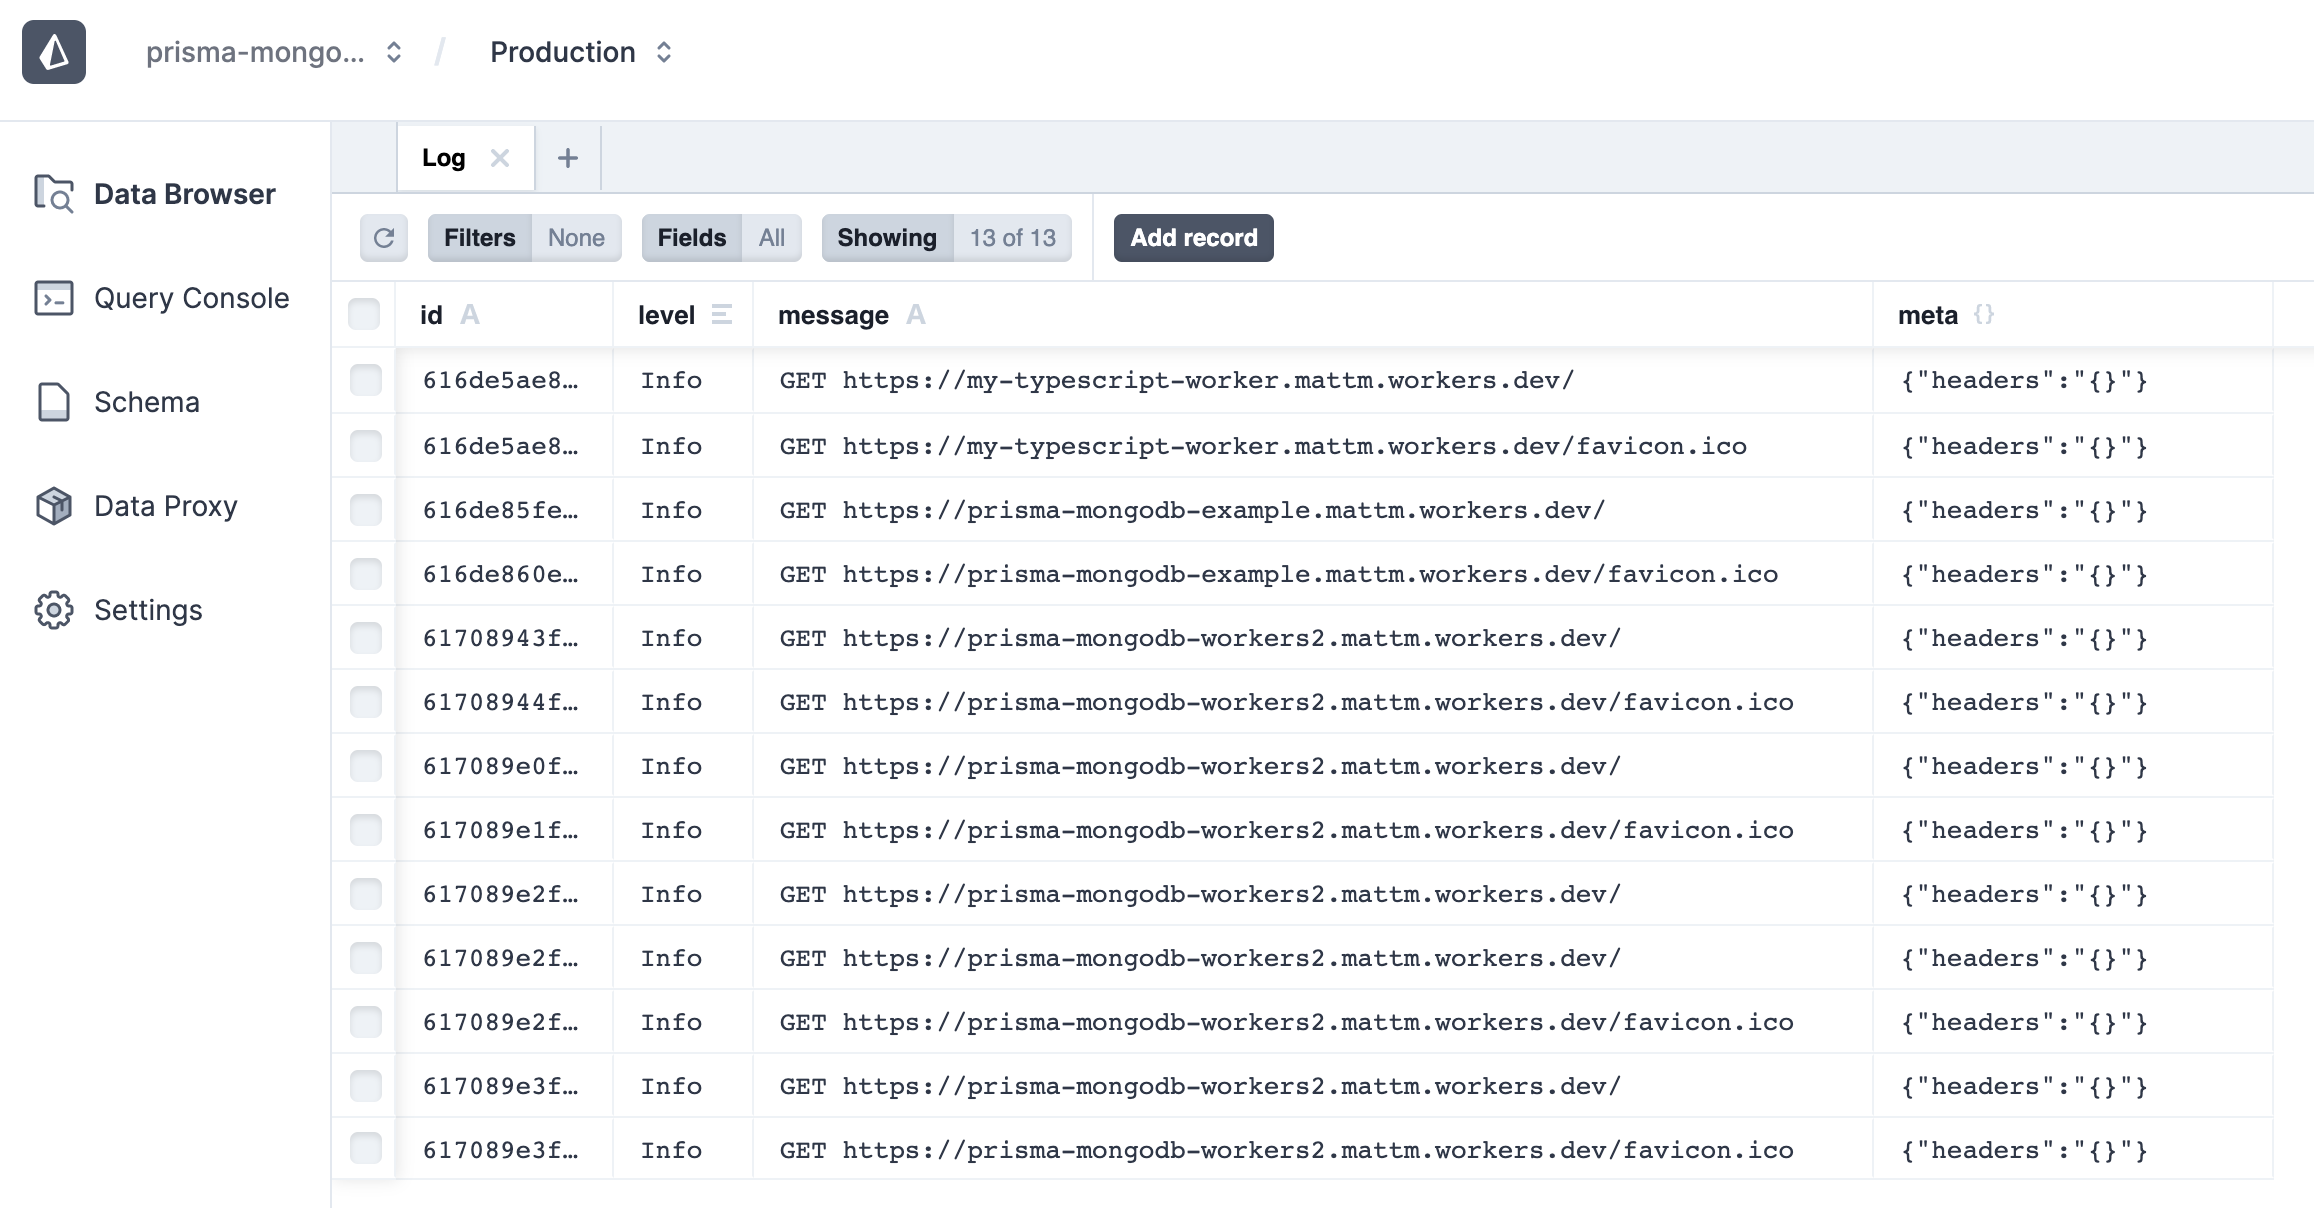 prisma-mongo... / Production
Log
Data Browser
Query Console
Schema
Data Proxy
Settings
Filters None Fields All Showing 13 of 13 Add record
id A level message A meta {}
616de5ae8… Info GET https://my-typescript-worker.mattm.workers.dev/ {"headers":"{}"}
616de5ae8… Info GET https://my-typescript-worker.mattm.workers.dev/favicon.ico {"headers":"{}"}
616de85fe… Info GET https://prisma-mongodb-example.mattm.workers.dev/ {"headers":"{}"}
616de860e… Info GET https://prisma-mongodb-example.mattm.workers.dev/favicon.ico {"headers":"{}"}
61708943f… Info GET https://prisma-mongodb-workers2.mattm.workers.dev/ {"headers":"{}"}
61708944f… Info GET https://prisma-mongodb-workers2.mattm.workers.dev/favicon.ico {"headers":"{}"}
617089e0f… Info GET https://prisma-mongodb-workers2.mattm.workers.dev/ {"headers":"{}"}
617089e1f… Info GET https://prisma-mongodb-workers2.mattm.workers.dev/favicon.ico {"headers":"{}"}
617089e2f… Info GET https://prisma-mongodb-workers2.mattm.workers.dev/ {"headers":"{}"}
617089e2f… Info GET https://prisma-mongodb-workers2.mattm.workers.dev/ {"headers":"{}"}
617089e2f… Info GET https://prisma-mongodb-workers2.mattm.workers.dev/favicon.ico {"headers":"{}"}
617089e3f… Info GET https://prisma-mongodb-workers2.mattm.workers.dev/ {"headers":"{}"}
617089e3f… Info GET https://prisma-mongodb-workers2.mattm.workers.dev/favicon.ico {"headers":"{}"}